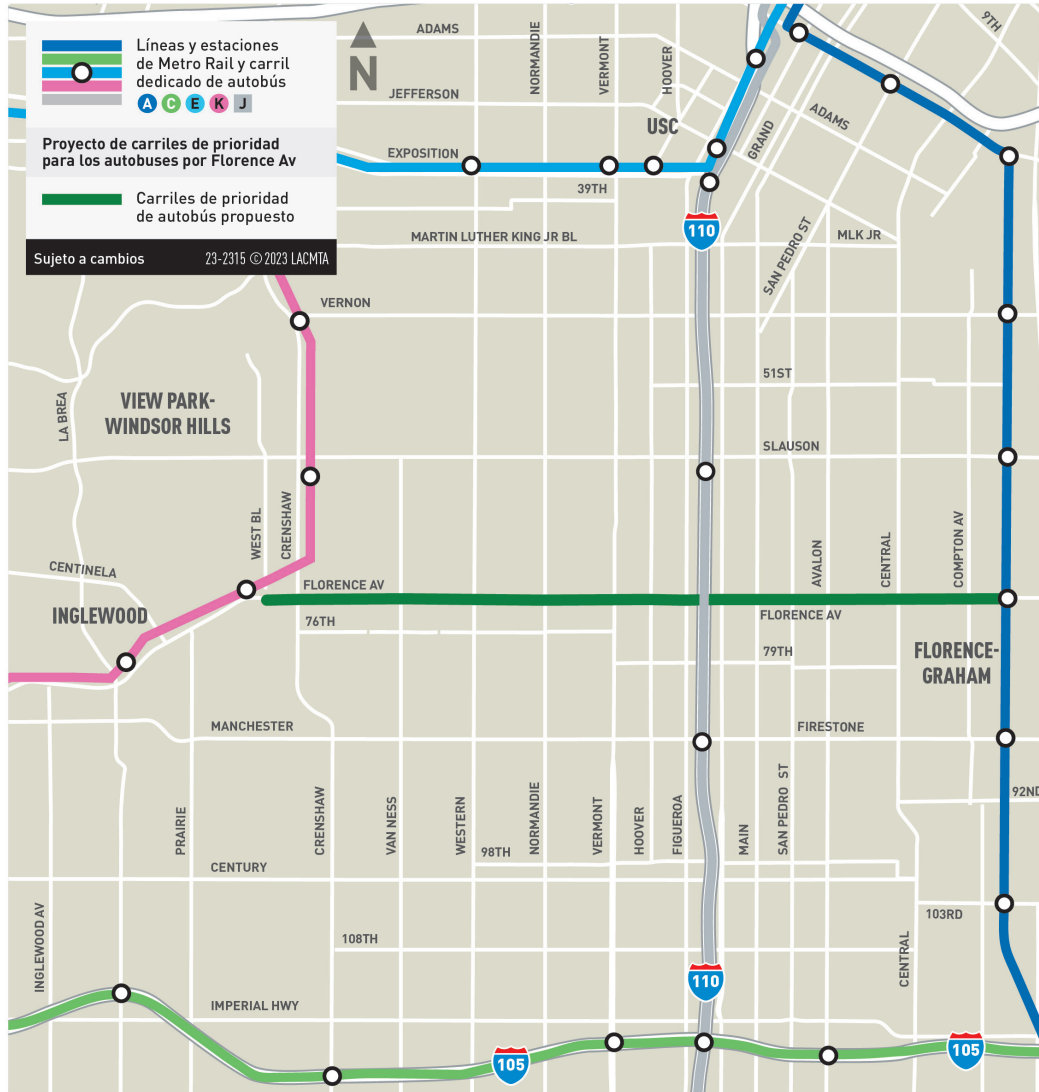 Líneas y estaciones
de Metro Rail y carril
dedicado de autobús
A C E K J
Proyecto de carriles de prioridad
para los autobuses por Florence Av
Carriles de prioridad
de autobús propuesto
Sujeto a cambios 23-2315 © 2023 LACMTA
N
ADAMS
NORMANDIE
VERMONT
HOOVER
9TH
JEFFERSON
USC
GRAND
ADAMS
EXPOSITION
39TH
110
MARTIN LUTHER KING JR BL
MLK JR
SAN PEDRO ST
VERNON
51ST
LA BREA
VIEW PARK-
WINDSOR HILLS
SLAUSON
WEST BL
CRENSHAW
AVALON
CENTRAL
COMPTON AV
CENTINELA
FLORENCE AV
INGLEWOOD
FLORENCE AV
76TH
79TH
FLORENCE-
GRAHAM
MANCHESTER
FIRESTONE
PRAIRIE
CRENSHAW
VAN NESS
WESTERN
NORMANDIE
VERMONT
HOOVER
FIGUEROA
MAIN
SAN PEDRO ST
92ND
98TH
CENTURY
103RD
INGLEWOOD AV
108TH
CENTRAL
110
IMPERIAL HWY
105
105